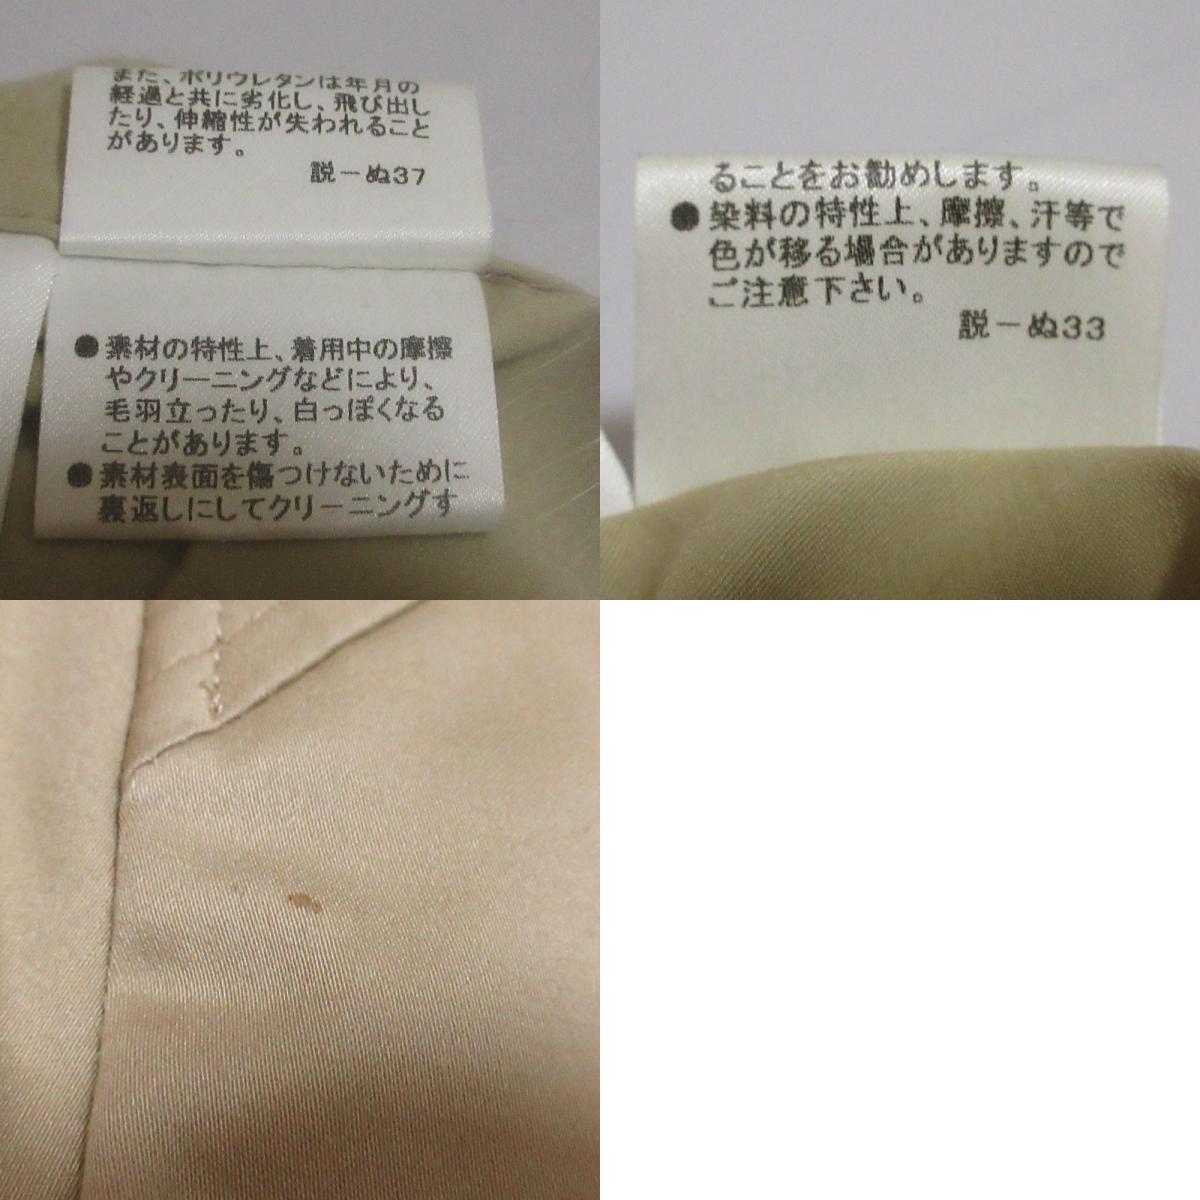 また、ポリウレタンは年月の
経過と共に劣化し、飛び出し
たり、伸縮性が失われること
があります。
説－ぬ37
●素材の特性上、着用中の摩擦
やクリーニングなどにより、
毛羽立ったり、白っぽくなる
ことがあります。
●素材表面を傷つけないために
裏返しにしてクリーニングす
ることをお勧めします。
●染料の特性上、摩擦、汗等で
色が移る場合がありますので
ご注意下さい。
説－ぬ33